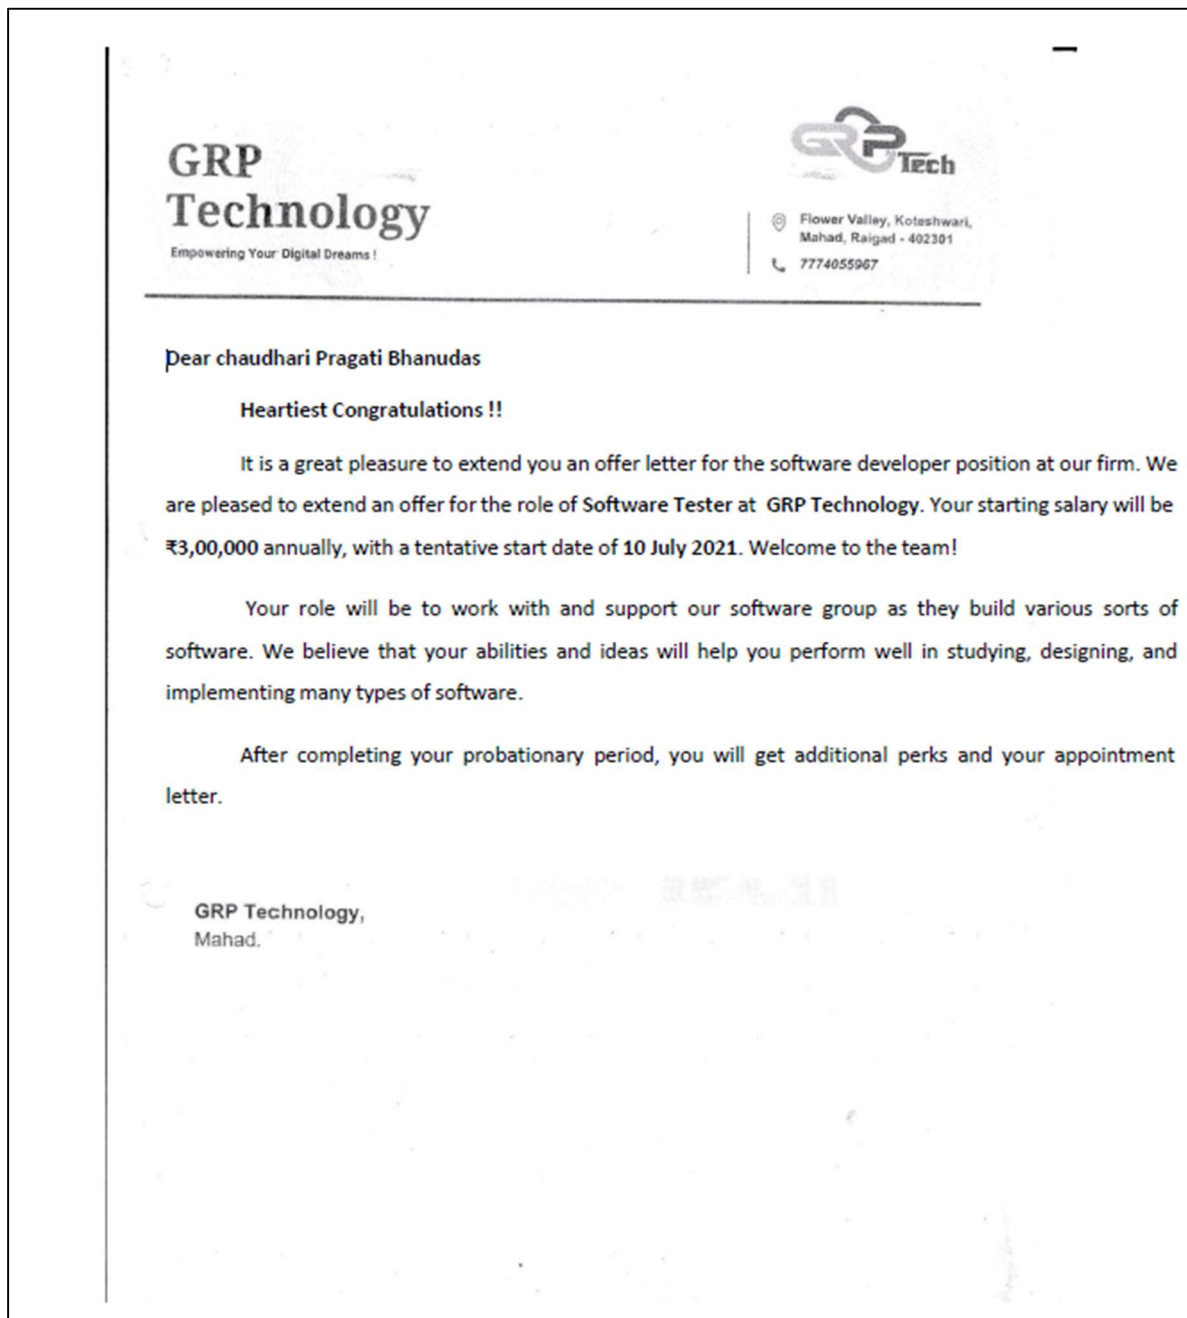 GRP
Technology
Empowering Your Digital Dreams !
GRP Tech
Flower Valley, Koteshwari,
Mahad, Raigad - 402301
7774055967
Dear chaudhari Pragati Bhanudas
Heartiest Congratulations !!
It is a great pleasure to extend you an offer letter for the software developer position at our firm. We
are pleased to extend an offer for the role of Software Tester at GRP Technology. Your starting salary will be
₹3,00,000 annually, with a tentative start date of 10 July 2021. Welcome to the team!
Your role will be to work with and support our software group as they build various sorts of
software. We believe that your abilities and ideas will help you perform well in studying, designing, and
implementing many types of software.
After completing your probationary period, you will get additional perks and your appointment
letter.
GRP Technology,
Mahad.